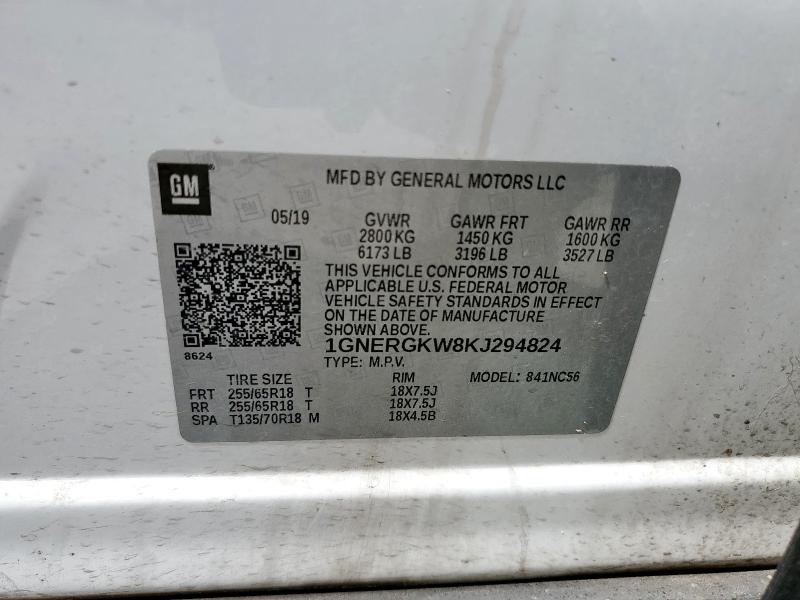 GM
MFD BY GENERAL MOTORS LLC
05/19 GVWR GAWR FRT GAWR RR
2800 KG 1450 KG 1600 KG
6173 LB 3196 LB 3527 LB
THIS VEHICLE CONFORMS TO ALL
APPLICABLE U.S. FEDERAL MOTOR
VEHICLE SAFETY STANDARDS IN EFFECT
ON THE DATE OF MANUFACTURE
SHOWN ABOVE.
8624
1GNERGKW8KJ294824
TYPE: M.P.V.
TIRE SIZE RIM MODEL: 841NC56
FRT 255/65R18 T 18X7.5J
RR 255/65R18 T 18X7.5J
SPA T135/70R18 M 18X4.5B